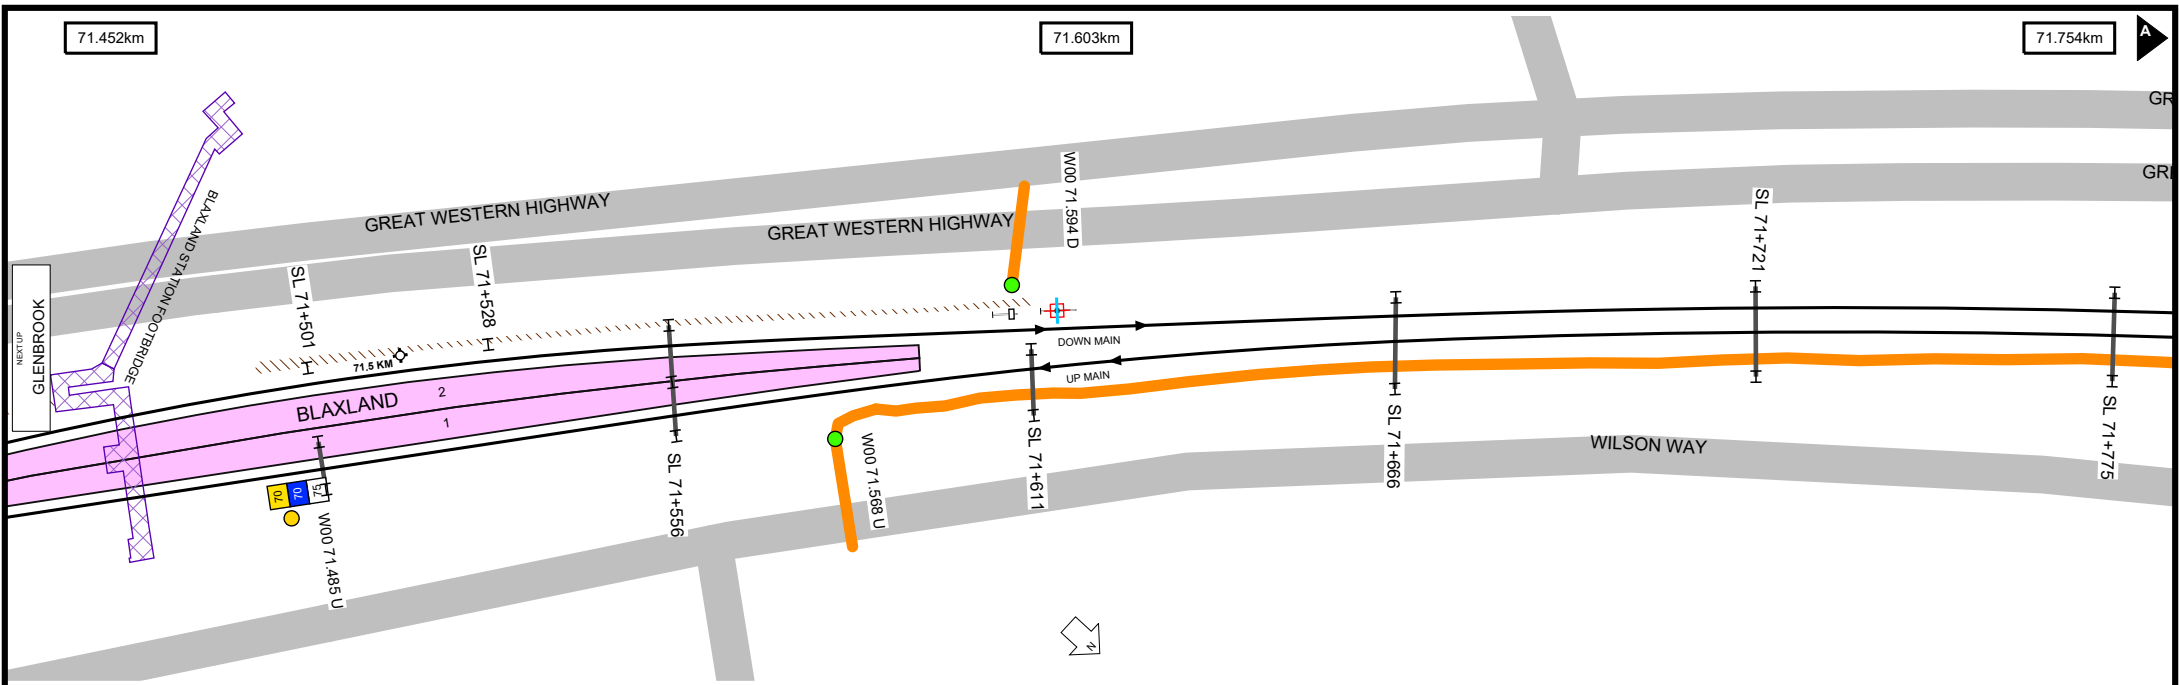 71.452km
71.603km
71.754km
A
GR
GREAT WESTERN HIGHWAY
GREAT WESTERN HIGHWAY
GRE
BLAXLAND STATION FOOTBRIDGE
NEXT UP
GLENBROOK
SL 71+501
SL 71+528
W00 71.594 D
SL 71+721
71.5 KM
DOWN MAIN
UP MAIN
BLAXLAND
2
1
70
70
75
W00 71.485 U
SL 71+556
W00 71.568 U
SL 71+611
SL 71+666
WILSON WAY
SL 71+775
N